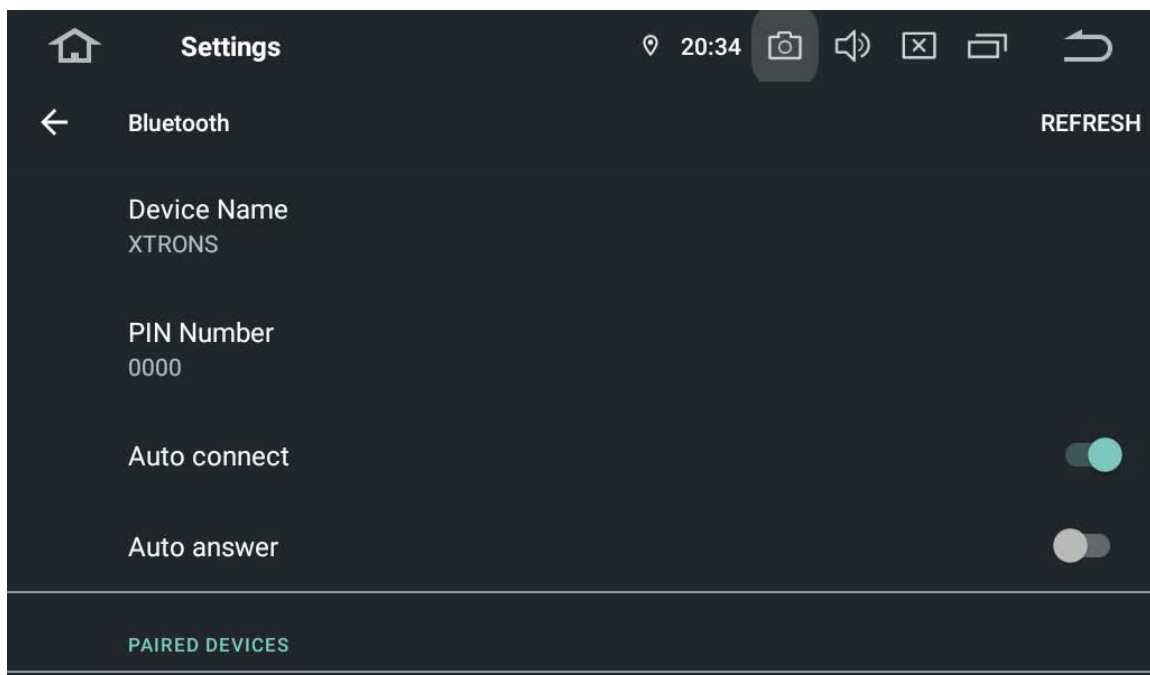 Settings 20:34
Bluetooth REFRESH
Device Name
XTRONS
PIN Number
0000
Auto connect
Auto answer
PAIRED DEVICES